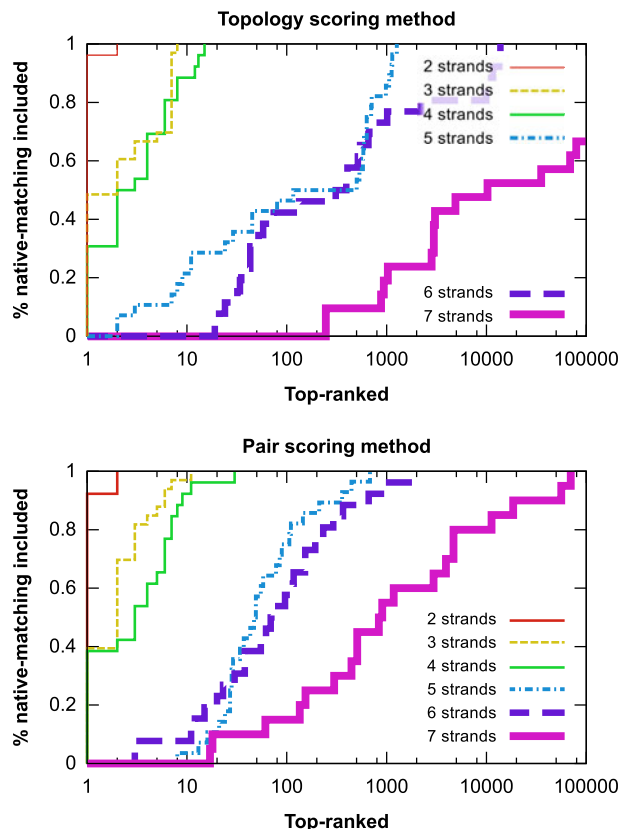 Topology scoring method
% native-matching included
1
0.8
0.6
0.4
0.2
0
2 strands
3 strands
4 strands
5 strands
6 strands
7 strands
1 10 100 1000 10000 100000
Top-ranked
Pair scoring method
% native-matching included
1
0.8
0.6
0.4
0.2
0
2 strands
3 strands
4 strands
5 strands
6 strands
7 strands
1 10 100 1000 10000 100000
Top-ranked